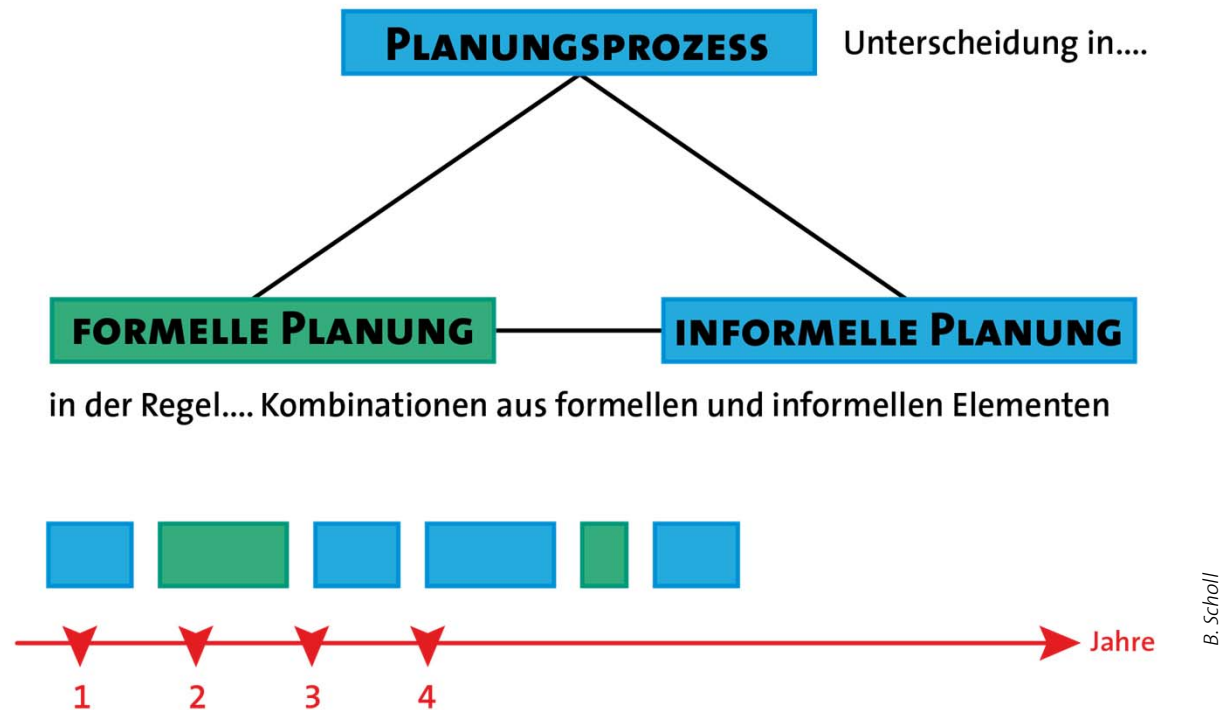 PLANUNGSPROZESS
Unterscheidung in....
FORMELLE PLANUNG
INFORMELLE PLANUNG
in der Regel.... Kombinationen aus formellen und informellen Elementen
Jahre
1 2 3 4
B. Scholl